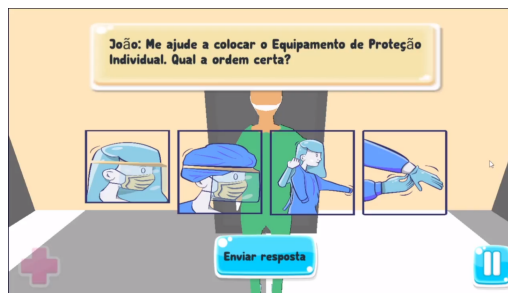 João: Me ajude a colocar o Equipamento de Proteção
Individual. Qual a ordem certa?
Enviar resposta